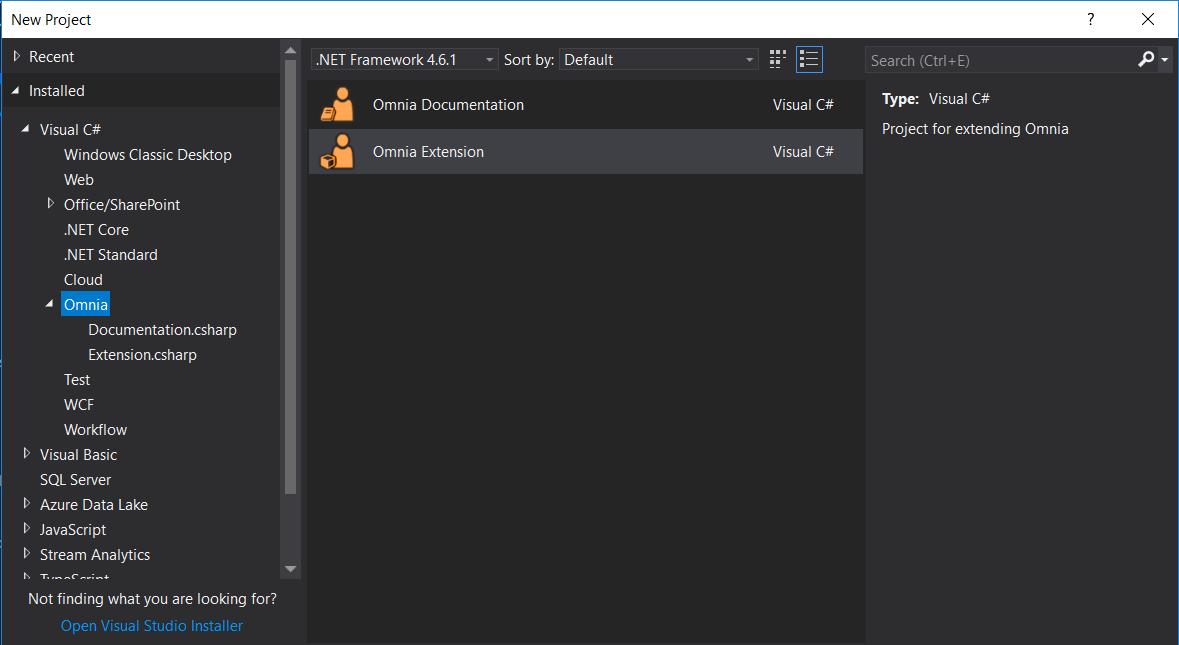 New Project
?
Recent
Installed
Visual C#
Windows Classic Desktop
Web
Office/SharePoint
.NET Core
.NET Standard
Cloud
Omnia
Documentation.csharp
Extension.csharp
Test
WCF
Workflow
Visual Basic
SQL Server
Azure Data Lake
JavaScript
Stream Analytics
TypeScript
Not finding what you are looking for?
Open Visual Studio Installer
.NET Framework 4.6.1 Sort by: Default
Omnia Documentation Visual C#
Omnia Extension Visual C#
Search (Ctrl+E)
Type: Visual C#
Project for extending Omnia